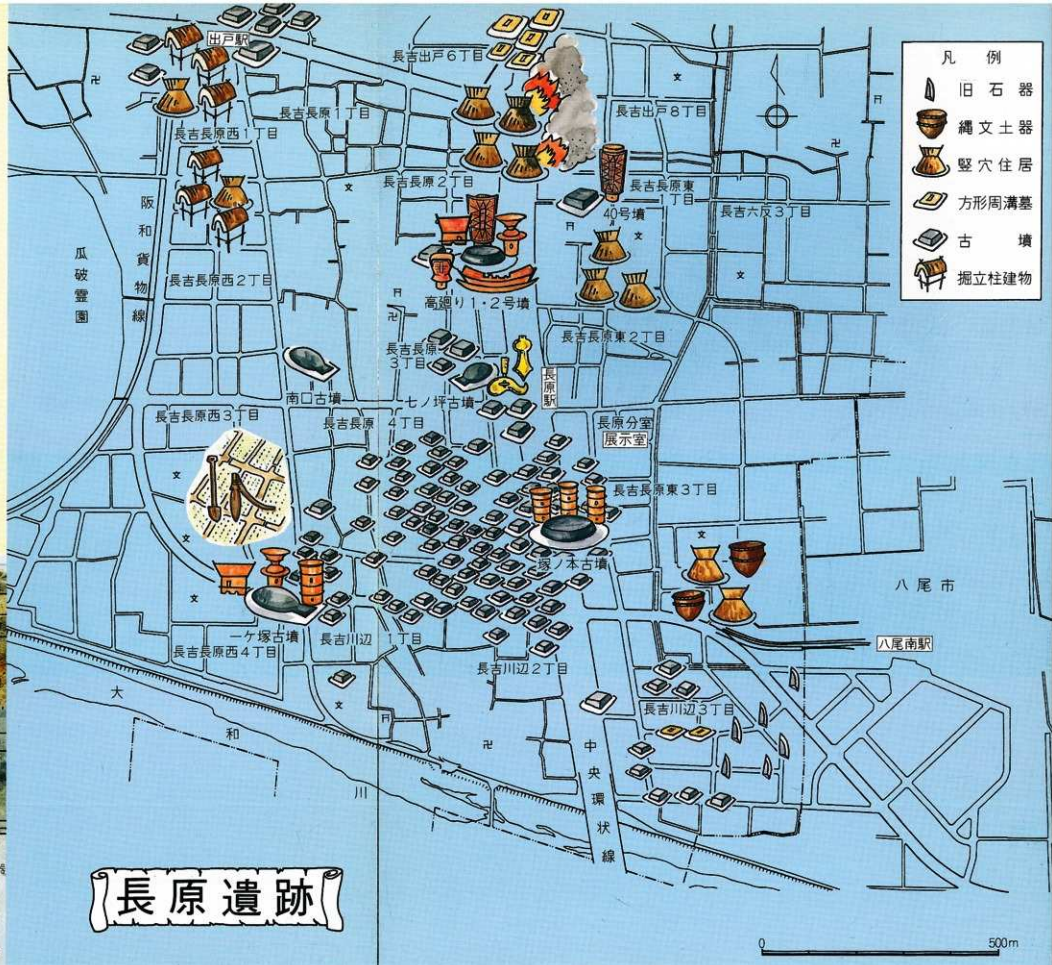 出戸駅
長吉出戸6丁目
長吉長原西1丁目
長吉長原1丁目
長吉出戸8丁目
文
卍
凡例
旧石器
縄文土器
竪穴住居
方形周溝墓
古墳
掘立柱建物
長吉長原2丁目
長吉長原東1丁目
40号墳
長吉六反3丁目
阪和貨物線
瓜破霊園
長吉長原西2丁目
高廻り1・2号墳
長吉長原東2丁目
長吉長原3丁目
長原駅
南口古墳
七ノ坪古墳
長吉長原西3丁目
長吉長原4丁目
長原分室
展示室
長吉長原東3丁目
塚ノ本古墳
八尾市
一ケ塚古墳
長吉川辺1丁目
長吉長原西4丁目
長吉川辺2丁目
八尾南駅
長吉川辺3丁目
大和川
中央環状線
長原遺跡
0
500m